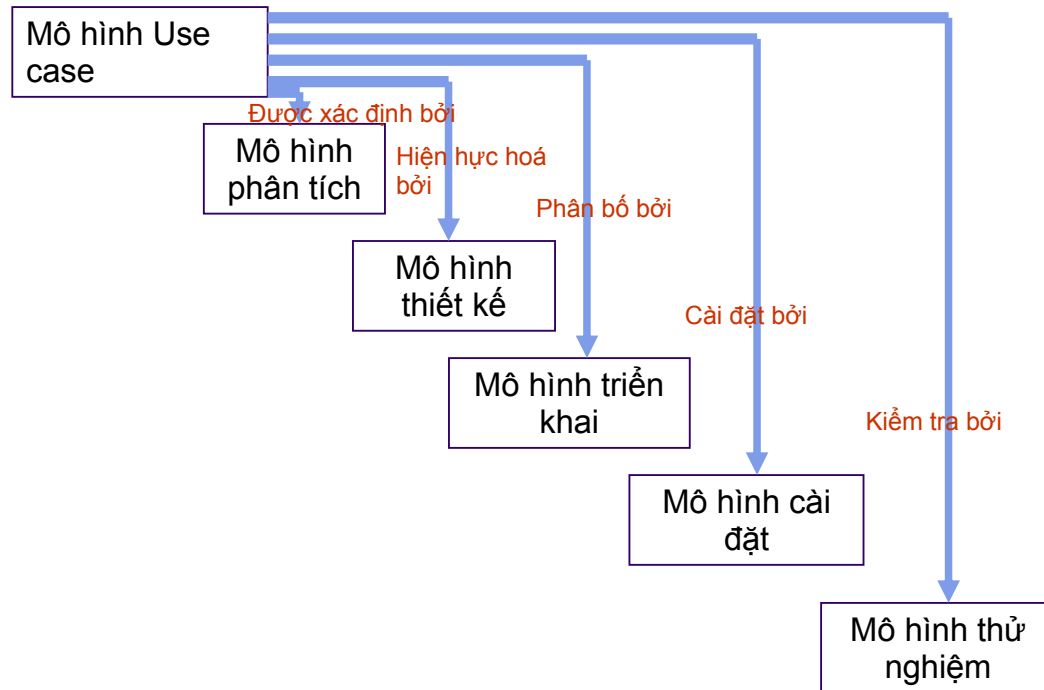 Mô hình Use
case
Được xác định bởi
Mô hình
phân tích
Hiện hực hoá
bởi
Phân bố bởi
Mô hình
thiết kế
Cài đặt bởi
Mô hình triển
khai
Kiểm tra bởi
Mô hình cài
đặt
Mô hình thử
nghiệm